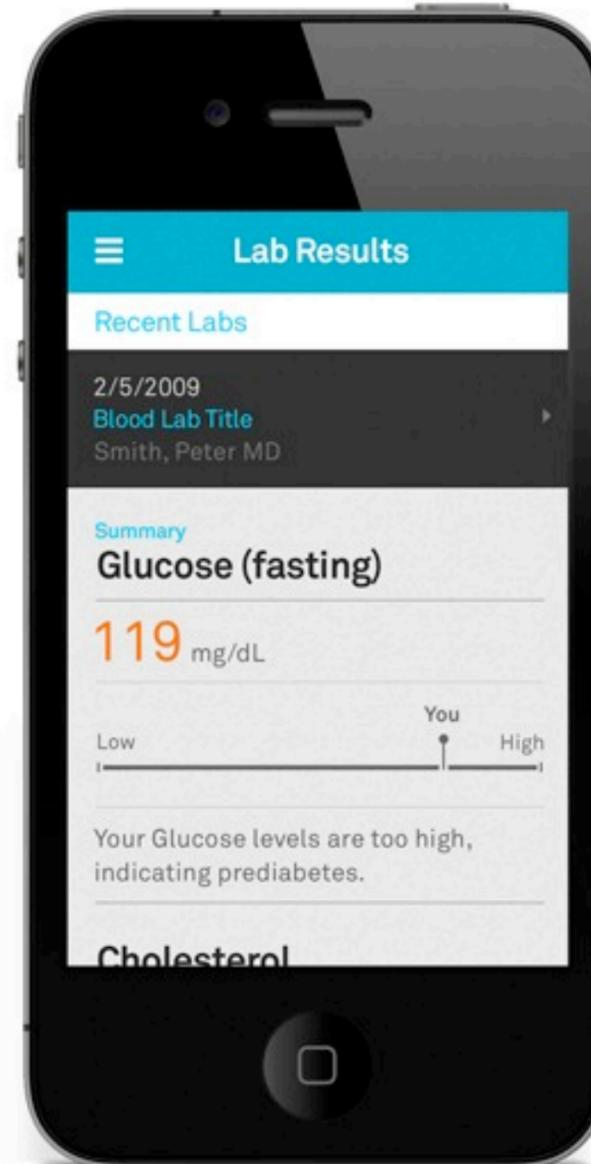 Lab Results
Recent Labs
2/5/2009
Blood Lab Title
Smith, Peter MD
Summary
Glucose (fasting)
119 mg/dL
You
Low High
Your Glucose levels are too high,
indicating prediabetes.
Cholesterol